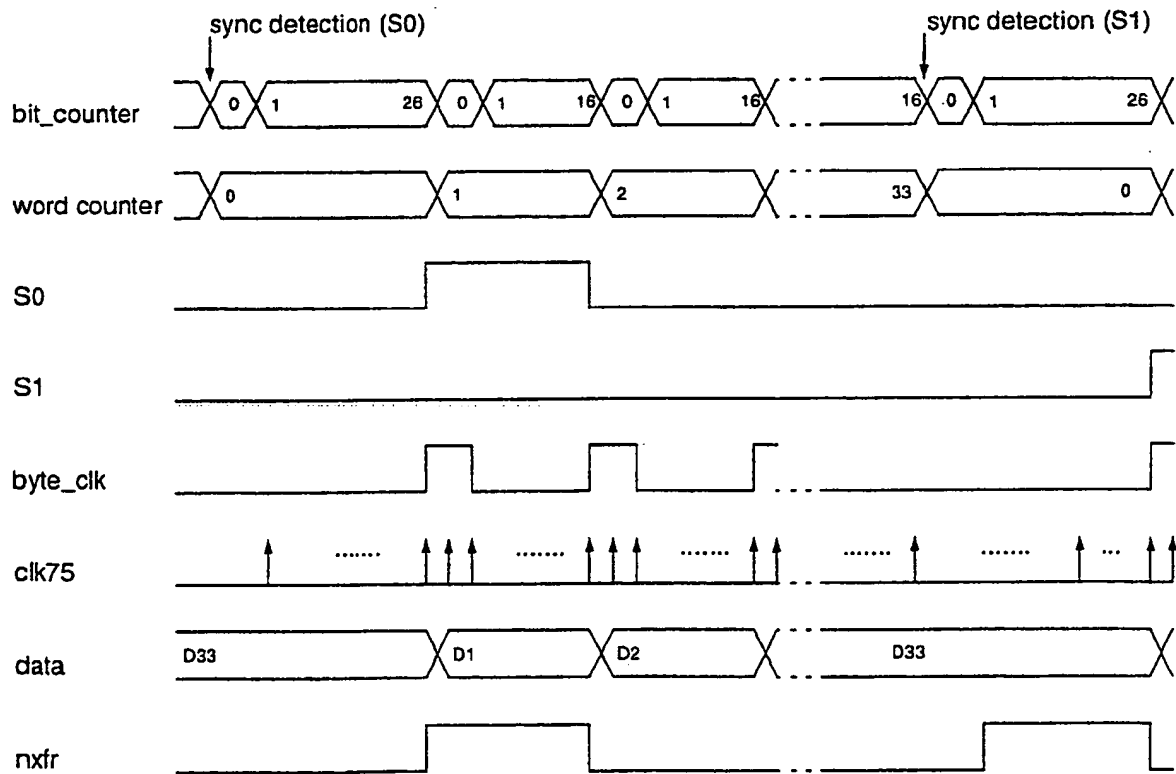 sync detection (S0) sync detection (S1)
bit_counter 0 1 26 0 1 16 0 1 16 16 .0 1 26
word counter 0 1 2 33 0
S0
S1
byte_clk
clk75
data D33 D1 D2 D33
nxfr